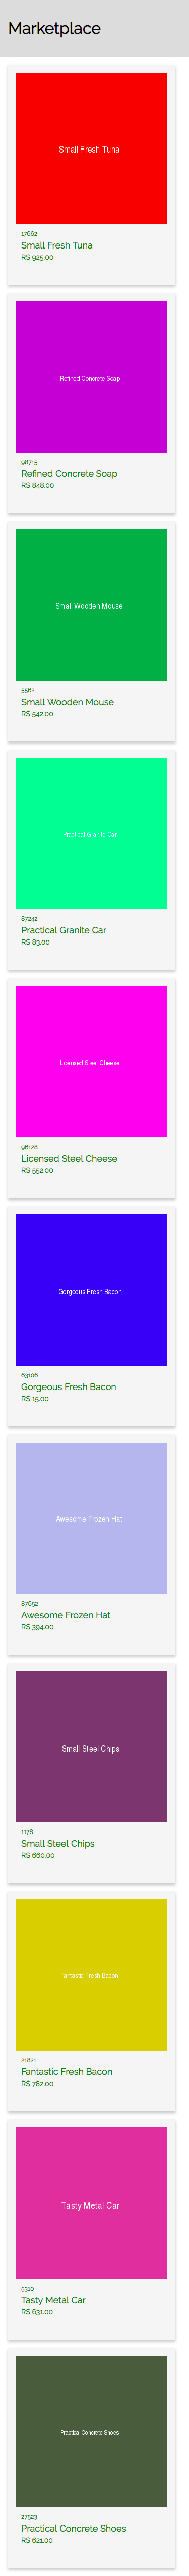 Marketplace
Small Fresh Tuna
17662
Small Fresh Tuna
R$ 925.00
Refined Concrete Soap
98715
Refined Concrete Soap
R$ 848.00
Small Wooden Mouse
5562
Small Wooden Mouse
R$ 542.00
Practical Granite Car
87242
Practical Granite Car
R$ 83.00
Licensed Steel Cheese
96128
Licensed Steel Cheese
R$ 552.00
Gorgeous Fresh Bacon
63106
Gorgeous Fresh Bacon
R$ 15.00
Awesome Frozen Hat
87652
Awesome Frozen Hat
R$ 394.00
Small Steel Chips
1178
Small Steel Chips
R$ 660.00
Fantastic Fresh Bacon
21821
Fantastic Fresh Bacon
R$ 782.00
Tasty Metal Car
5310
Tasty Metal Car
R$ 631.00
Practical Concrete Shoes
27523
Practical Concrete Shoes
R$ 621.00